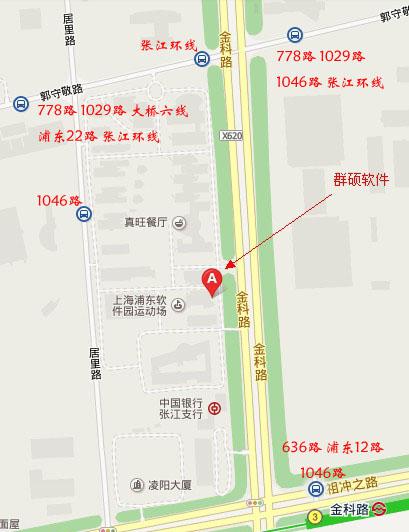 居里路
郭守敬路
张江环线
金科路
郭守敬路
778路 1029路
1046路 张江环线
778路 1029路 大桥六线
浦东22路 张江环线
X620
1046路
群硕软件
真旺餐厅
A
上海浦东软
件园运动场
金科路
金科路
居里路
中国银行
张江支行
636路 浦东12路
1046路
凌阳大厦
祖冲之路
3
金科路
面屋